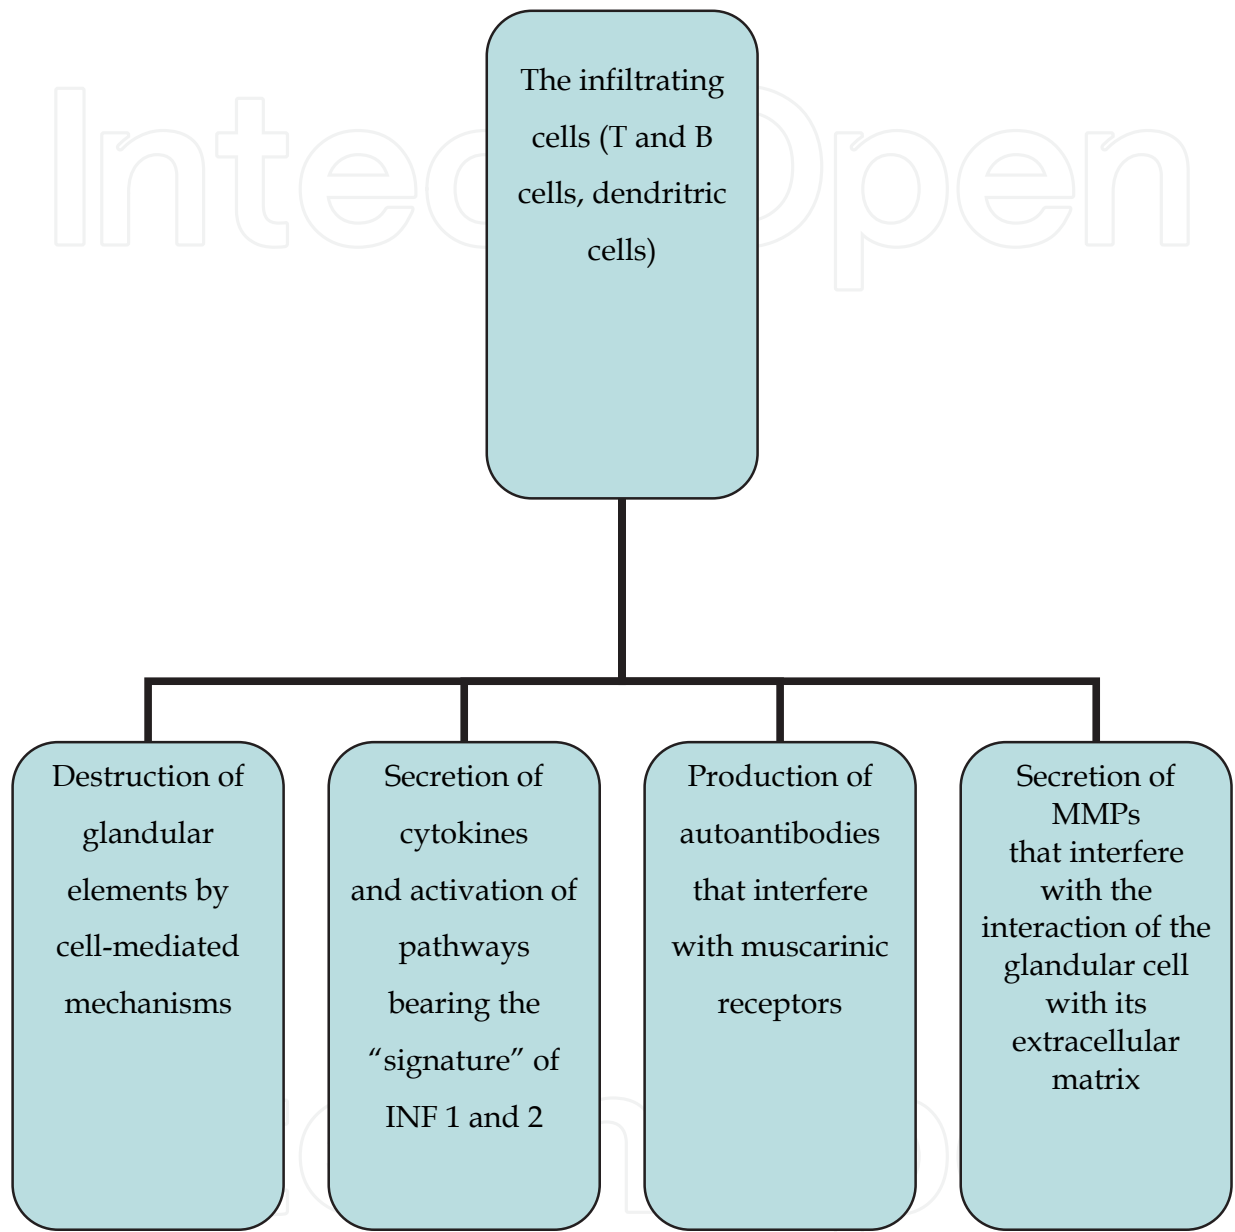 The infiltrating
cells (T and B
cells, dendritric
cells)
Destruction of
glandular
elements by
cell-mediated
mechanisms
Secretion of
cytokines
and activation of
pathways
bearing the
“signature” of
INF 1 and 2
Production of
autoantibodies
that interfere
with muscarinic
receptors
Secretion of
MMPs
that interfere
with the
interaction of the
glandular cell
with its
extracellular
matrix